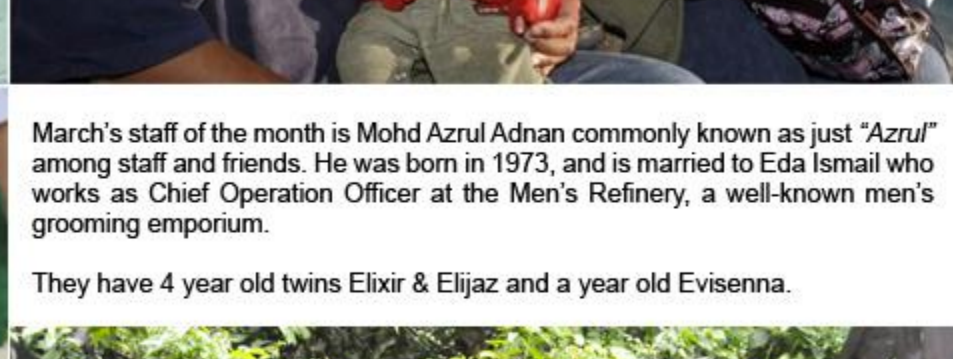 March’s staff of the month is Mohd Azrul Adnan commonly known as just “Azrul”
among staff and friends. He was born in 1973, and is married to Eda Ismail who
works as Chief Operation Officer at the Men’s Refinery, a well-known men’s
grooming emporium.
They have 4 year old twins Elixir & Elijaz and a year old Evisenna.